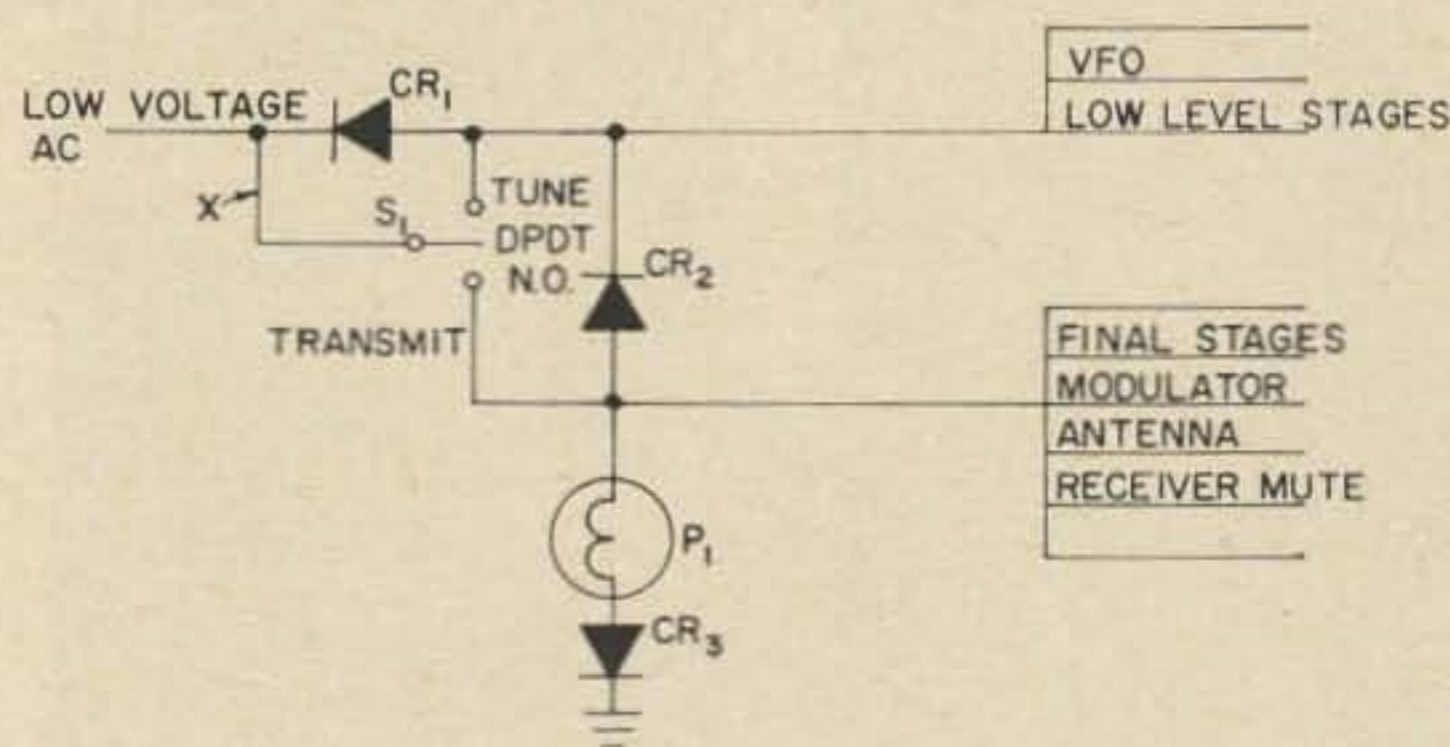 LOW VOLTAGE
AC
CR₁
VFO
LOW LEVEL STAGES
X
S₁
TUNE
DPDT
N.O.
CR₂
TRANSMIT
FINAL STAGES
MODULATOR
ANTENNA
RECEIVER MUTE
P₁
CR₃